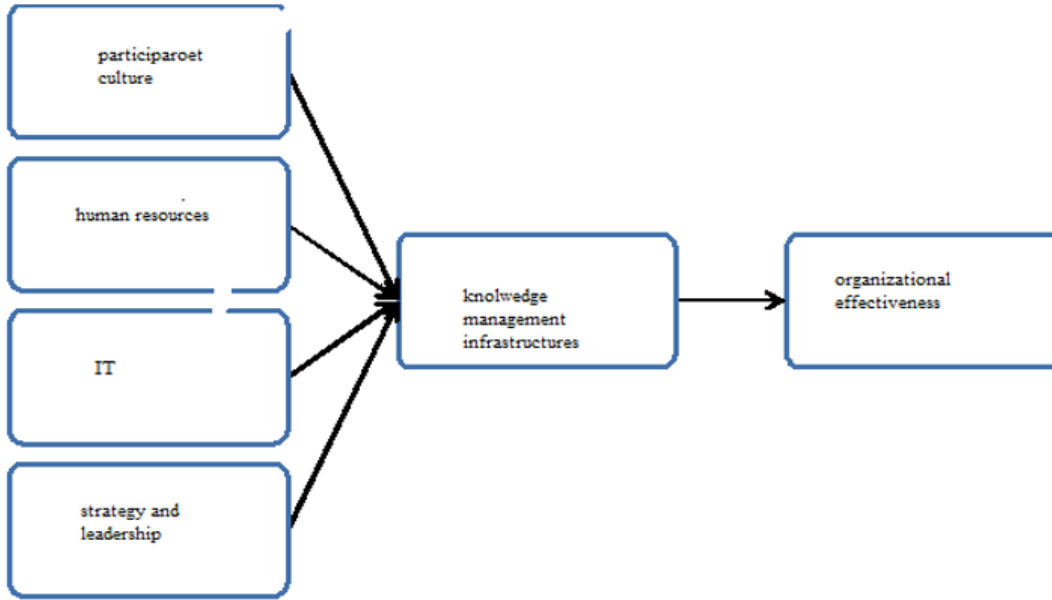 participaroet
culture
human resources
IT
strategy and
leadership
knolwedge
management
infrastructures
organizational
effectiveness